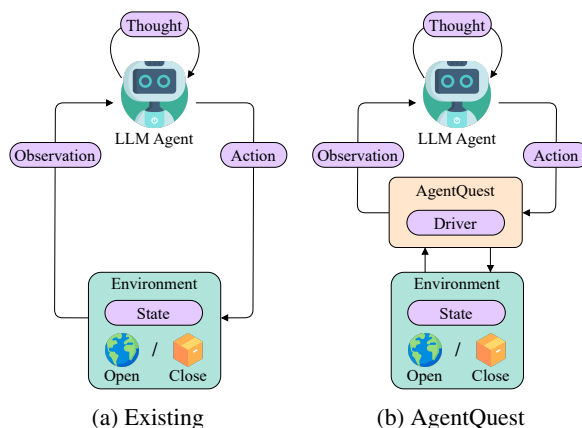 Thought
LLM Agent
Observation
Action
Environment
State
/
Open
Close
(a) Existing
Thought
LLM Agent
Observation
Action
AgentQuest
Driver
Environment
State
/
Open
Close
(b) AgentQuest